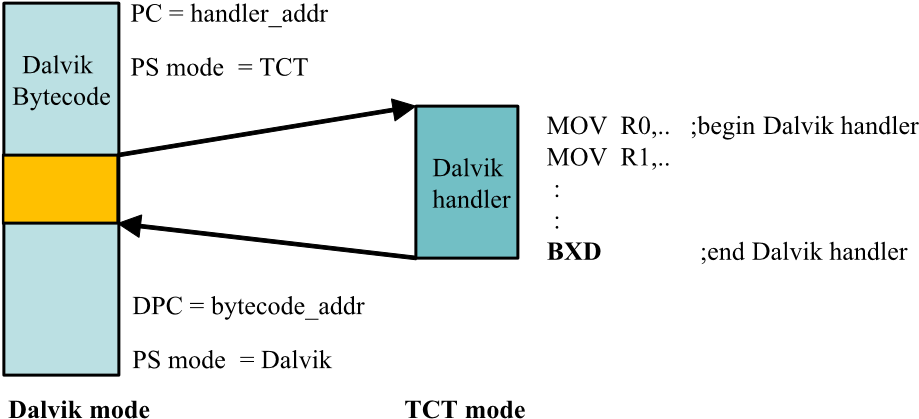 PC = handler_addr
PS mode = TCT
Dalvik
Bytecode
Dalvik
handler
MOV R0,.. ;begin Dalvik handler
MOV R1,..
:
:
BXD ;end Dalvik handler
DPC = bytecode_addr
PS mode = Dalvik
Dalvik mode
TCT mode